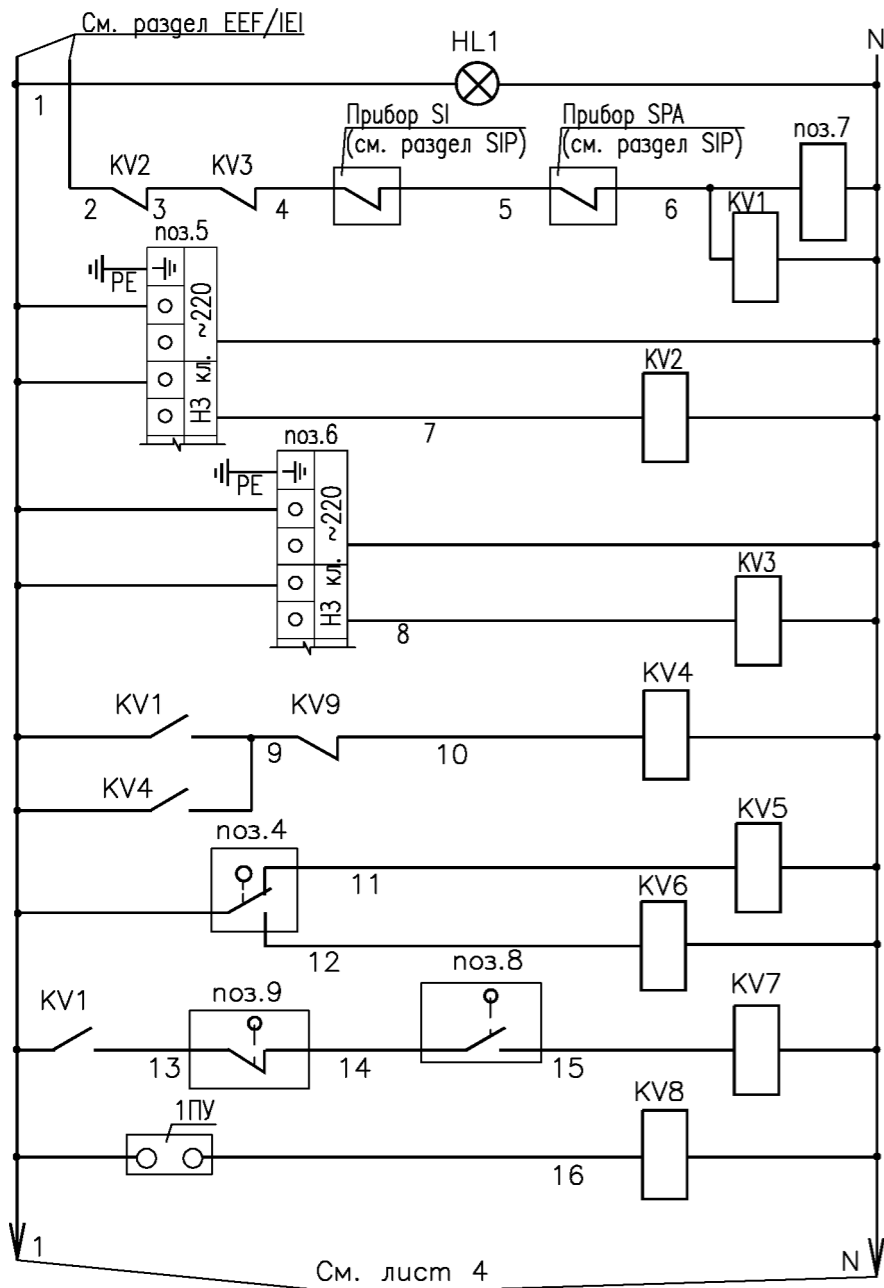 См. раздел EEF/IEI
HL1
N
1
Прибор SI
(см. раздел SIP)
Прибор SPA
(см. раздел SIP)
поз.7
KV2
KV3
2
3
4
5
6
KV1
поз.5
PE
~220
НЗ кл.
KV2
7
поз.6
PE
~220
НЗ кл.
KV3
8
KV1
KV9
KV4
9
10
KV4
поз.4
KV5
11
KV6
12
поз.8
KV1
поз.9
KV7
13
14
15
1ПУ
KV8
16
1
См. лист 4
N